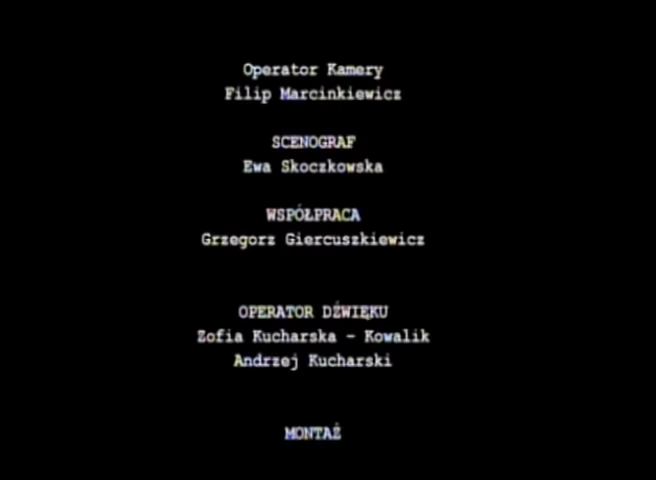 Operator Kamery
Filip Marcinkiewicz
SCENOGRAF
Ewa Skoczkowska
WSPÓŁPRACA
Grzegorz Giercuszkiewicz
OPERATOR DŹWIĘKU
Zofia Kucharska - Kowalik
Andrzej Kucharski
MONTAŻ